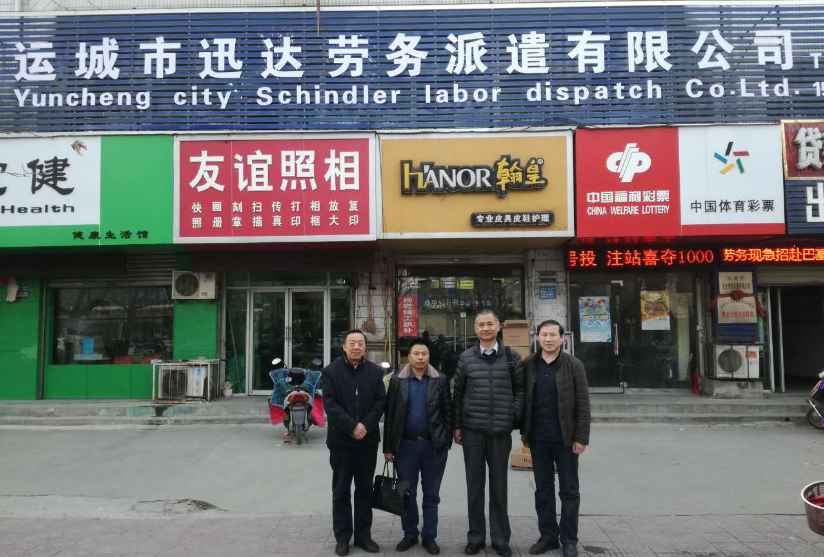 运城市迅达劳务派遣有限公司
Yuncheng city Schindler labor dispatch Co.Ltd.
健
Health
健康生活馆
友谊照相
快画刻扫传打相放复
照册章描真印框大印
HANOR 翰皇
专业皮具皮鞋护理
中国福利彩票
CHINA WELFARE LOTTERY
中国体育彩票
号投 注站喜夺1000
劳务现急招赴巴基